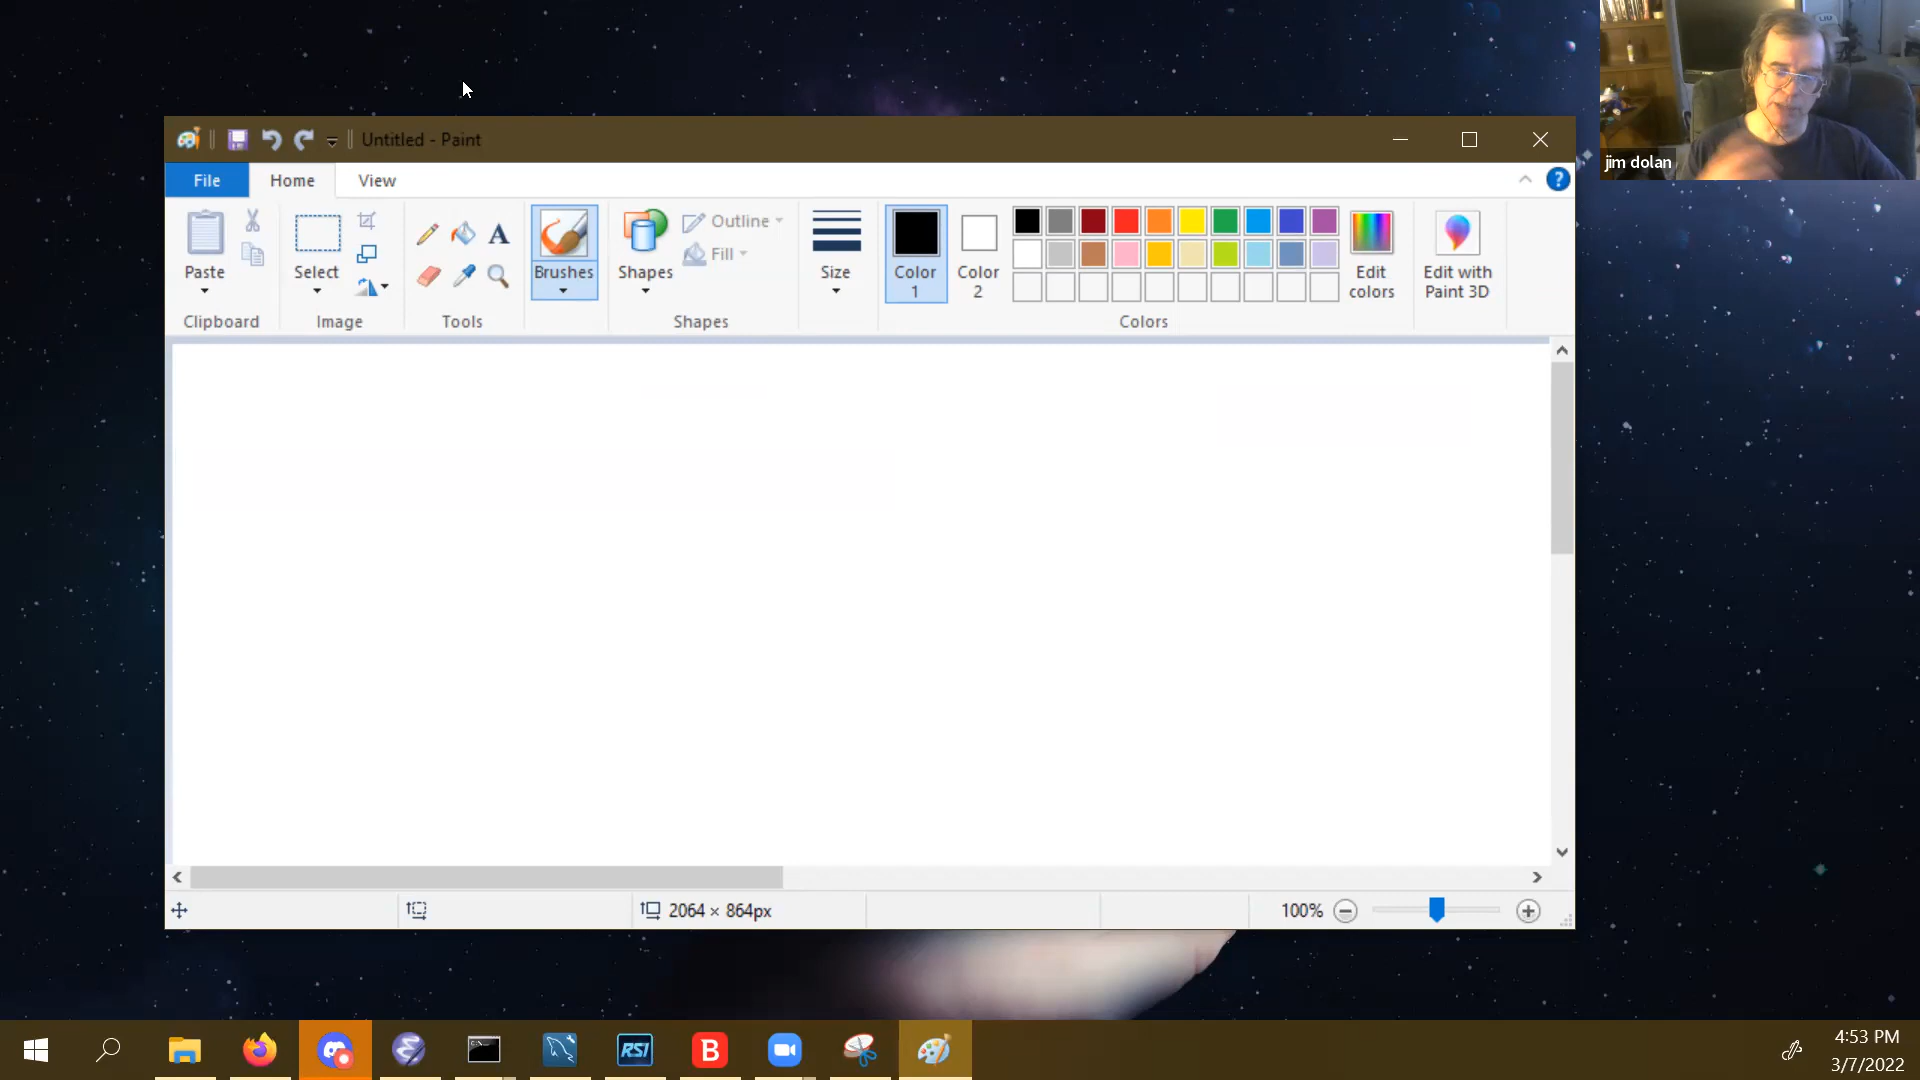 Untitled - Paint
jim dolan
File
Home
View
?
Paste
Select
A
Brushes
Shapes
Outline
Fill
Size
Color
1
Color
2
Edit
colors
Edit with
Paint 3D
Clipboard
Image
Tools
Shapes
Colors
2064 × 864px
100%
RSI
B
4:53 PM
3/7/2022